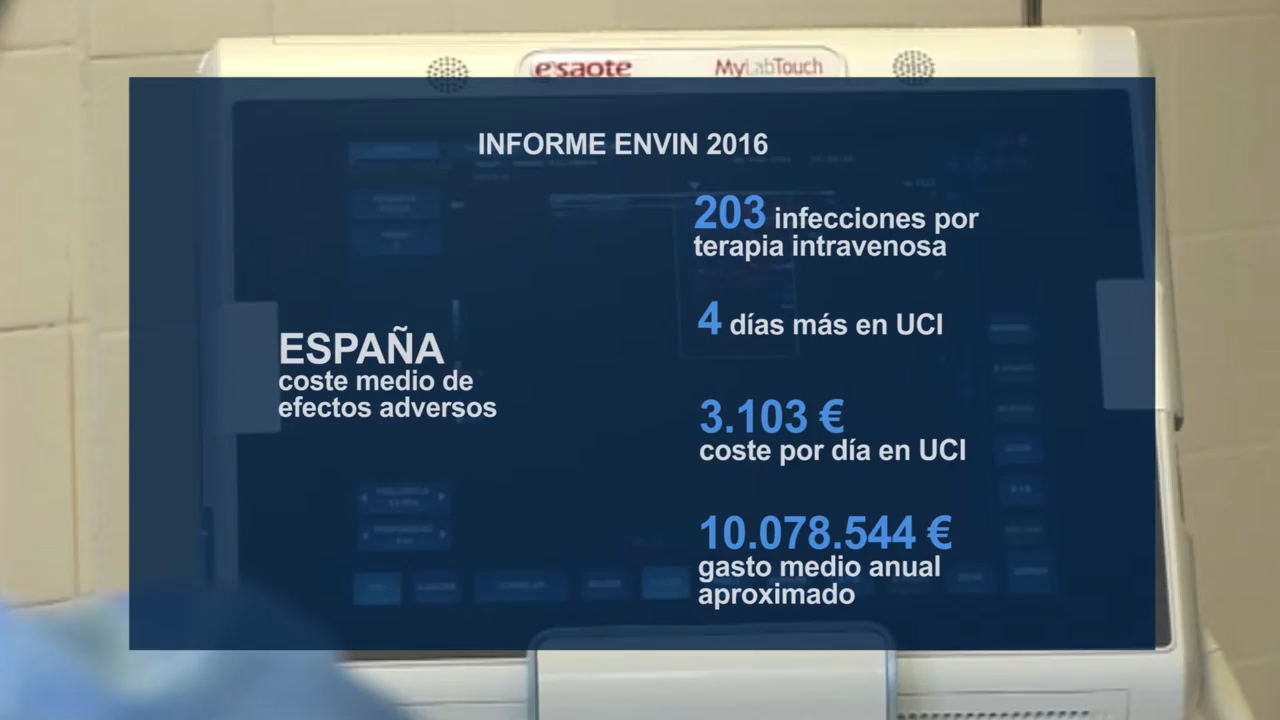 esaote MyLabTouch
INFORME ENVIN 2016
203 infecciones por
terapia intravenosa
4 días más en UCI
ESPAÑA
coste medio de
efectos adversos
3.103 €
coste por día en UCI
10.078.544 €
gasto medio anual
aproximado